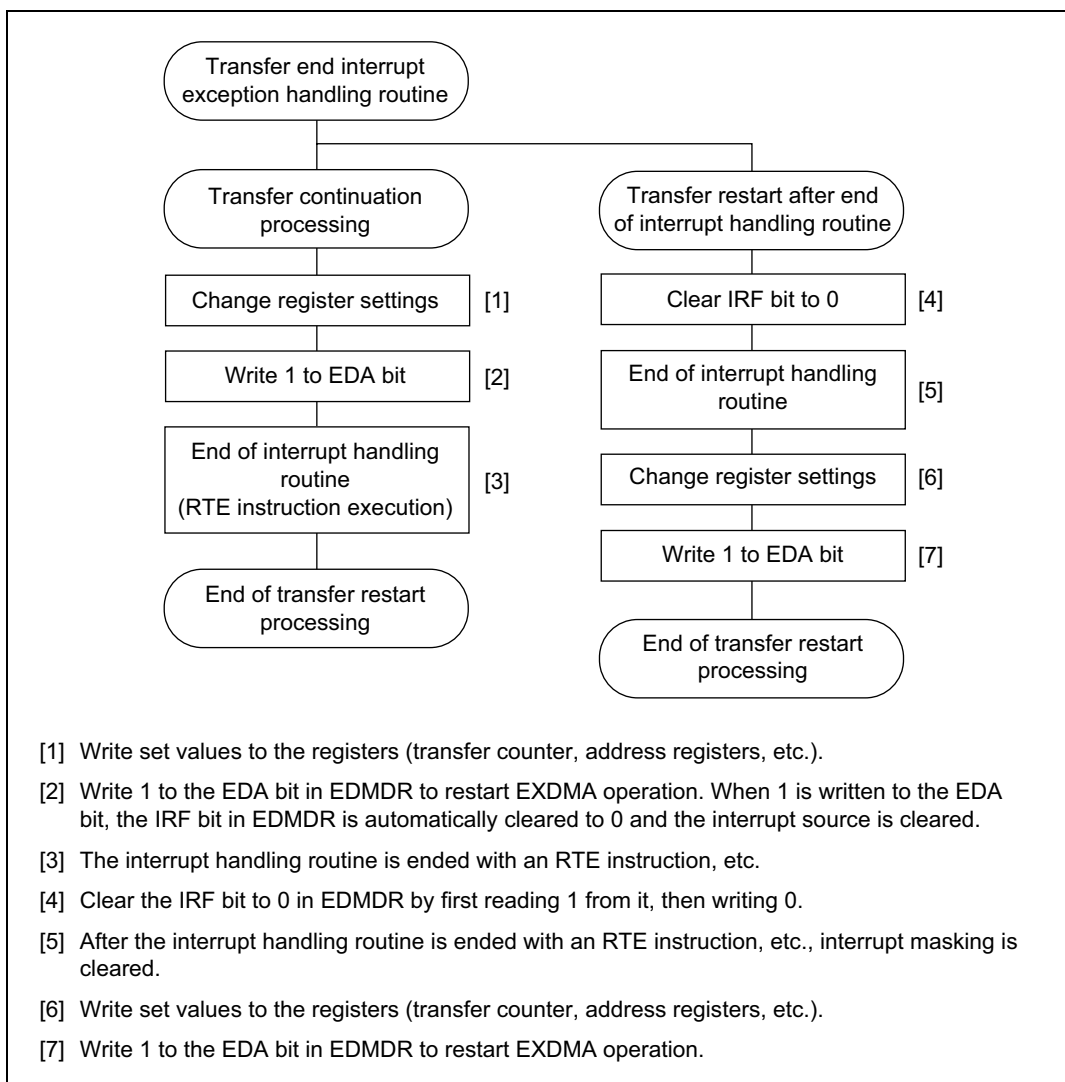 Transfer end interrupt
exception handling routine
Transfer continuation
processing
Change register settings [1]
Write 1 to EDA bit [2]
End of interrupt handling
routine
(RTE instruction execution)
[3]
End of transfer restart
processing
Transfer restart after end
of interrupt handling routine
Clear IRF bit to 0 [4]
End of interrupt handling
routine
[5]
Change register settings [6]
Write 1 to EDA bit [7]
End of transfer restart
processing
[1] Write set values to the registers (transfer counter, address registers, etc.).
[2] Write 1 to the EDA bit in EDMDR to restart EXDMA operation. When 1 is written to the EDA
bit, the IRF bit in EDMDR is automatically cleared to 0 and the interrupt source is cleared.
[3] The interrupt handling routine is ended with an RTE instruction, etc.
[4] Clear the IRF bit to 0 in EDMDR by first reading 1 from it, then writing 0.
[5] After the interrupt handling routine is ended with an RTE instruction, etc., interrupt masking is
cleared.
[6] Write set values to the registers (transfer counter, address registers, etc.).
[7] Write 1 to the EDA bit in EDMDR to restart EXDMA operation.